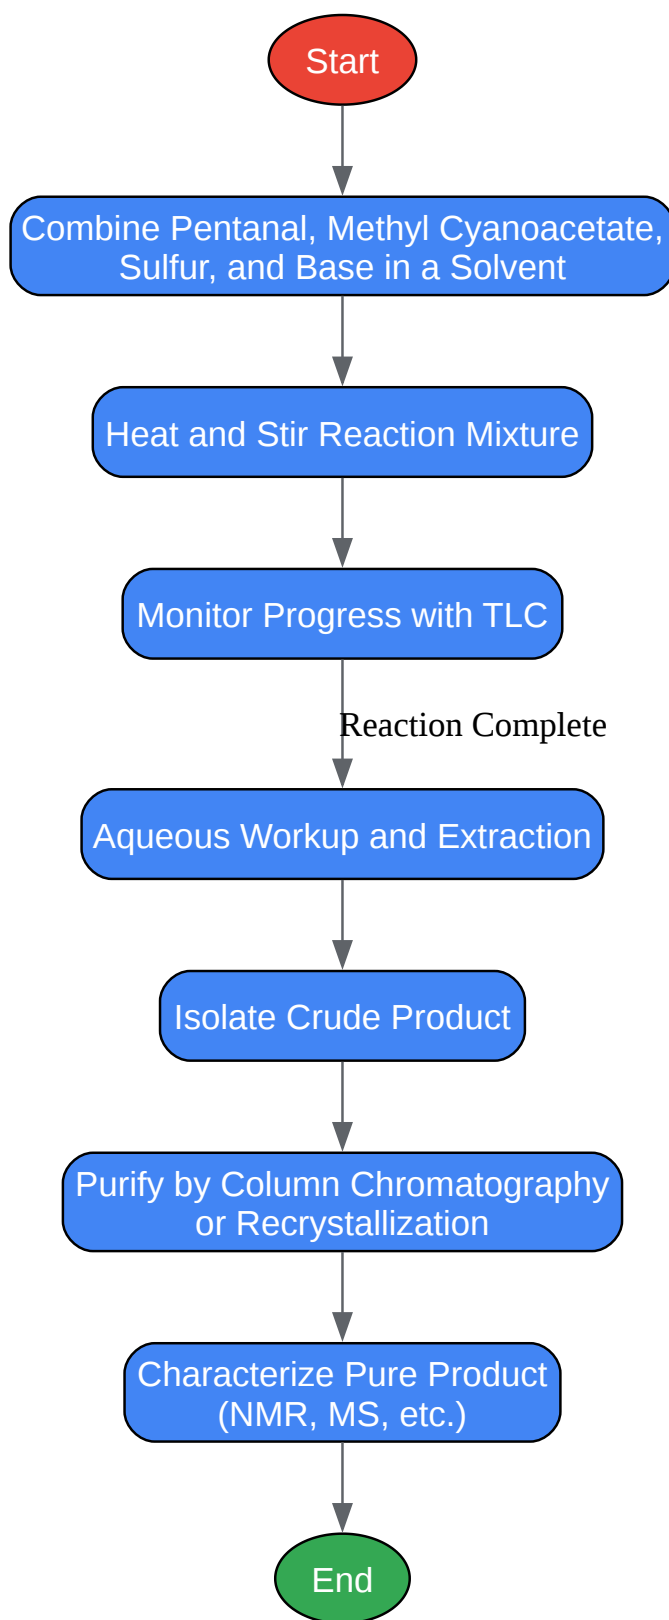 Start
Combine Pentanal, Methyl Cyanoacetate,
Sulfur, and Base in a Solvent
Heat and Stir Reaction Mixture
Monitor Progress with TLC
Reaction Complete
Aqueous Workup and Extraction
Isolate Crude Product
Purify by Column Chromatography
or Recrystallization
Characterize Pure Product
(NMR, MS, etc.)
End